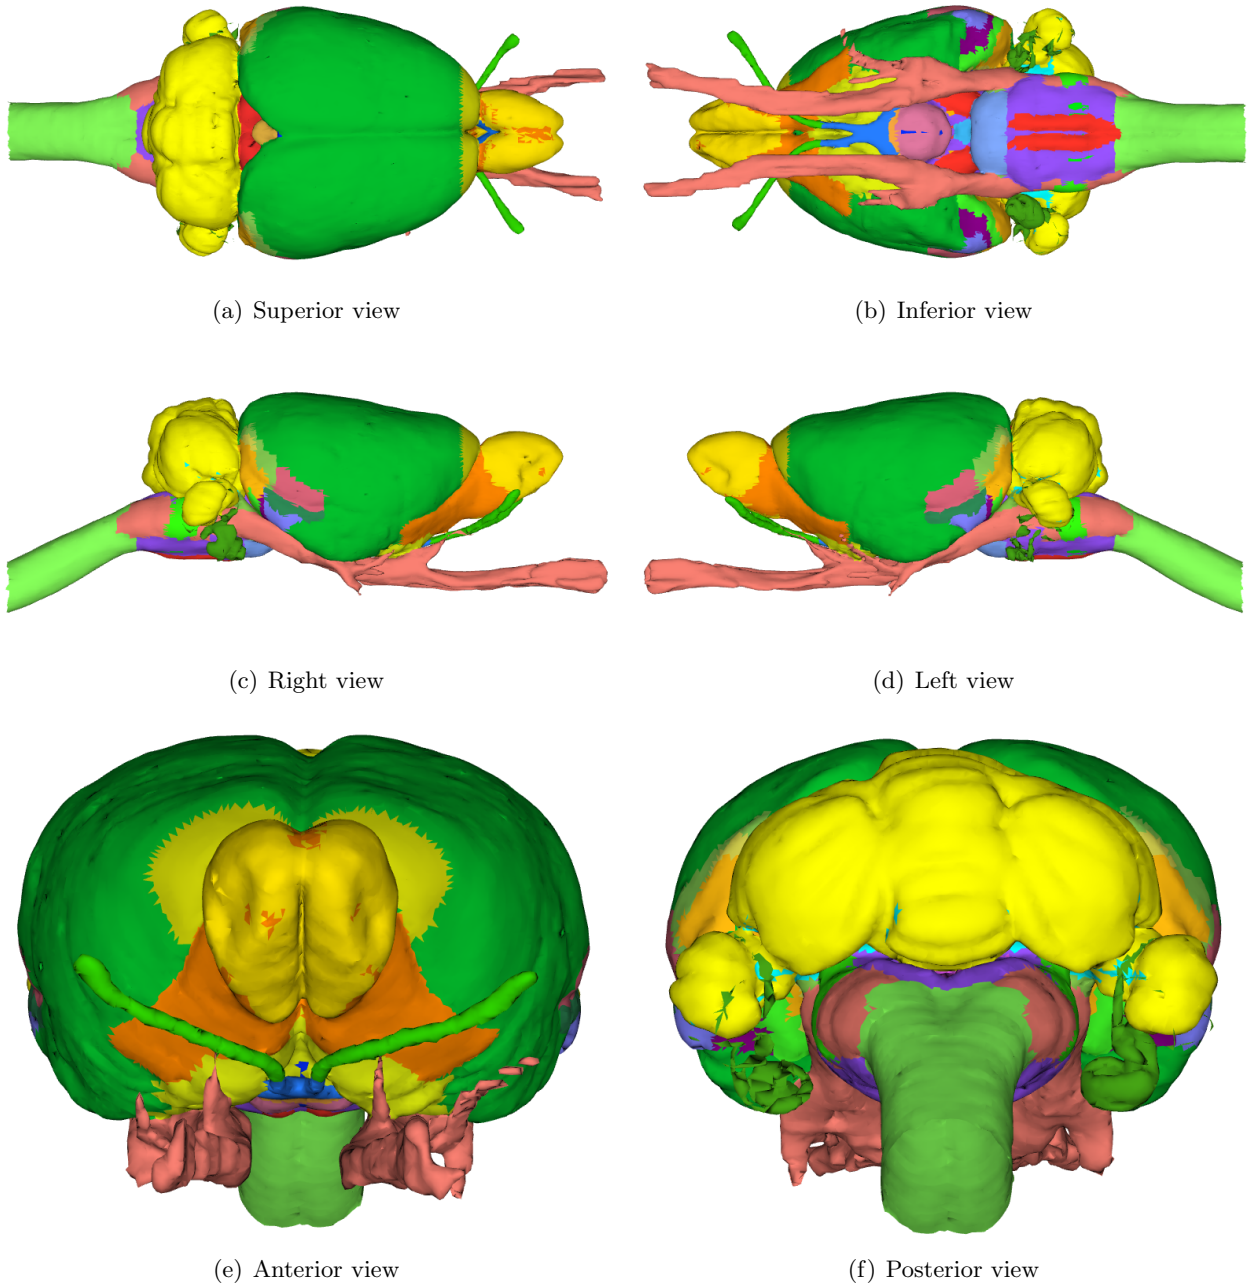 (a) Superior view
(b) Inferior view
(c) Right view
(d) Left view
(e) Anterior view
(f) Posterior view